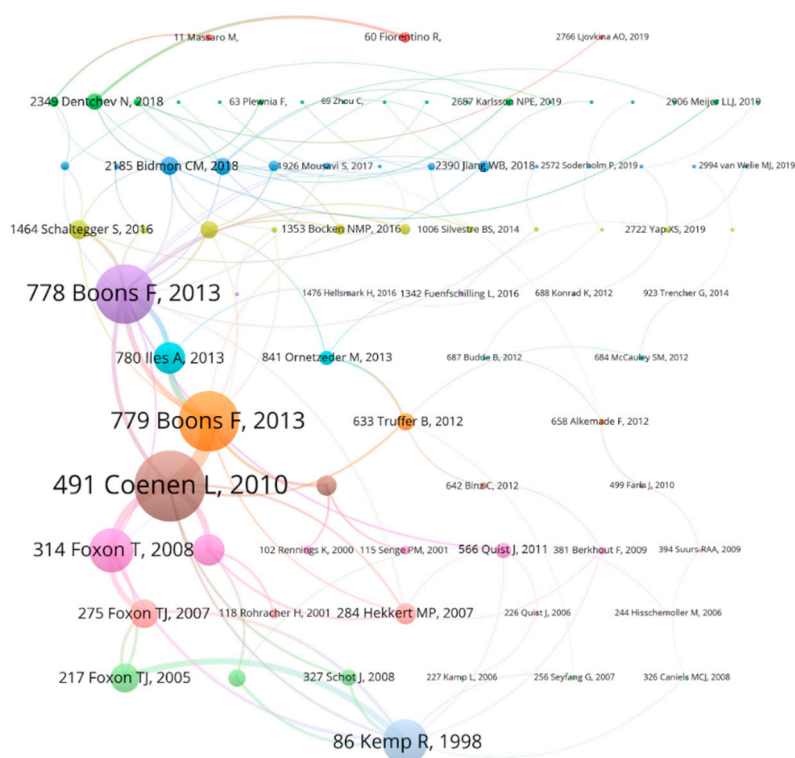 11 Massaro M,
60 Fiorentino R,
2766 Ljovkina AO, 2019
2349 Dentchev N, 2018
63 Plewnia F,
69 Zhou C,
2687 Karlsson NPE, 2019
2906 Meijer LLJ, 2019
2185 Bidmon CM, 2018
1926 Mousavi S, 2017
2390 Jiang WB, 2018
2572 Soderholm P, 2019
2994 van Welie MJ, 2019
1464 Schaltegger S, 2016
1353 Bocken NMP, 2016
1006 Silvestre BS, 2014
2722 Yap XS, 2019
778 Boons F, 2013
1476 Hellsmark H, 2016
1342 Fuenfschilling L, 2016
688 Konrad K, 2012
923 Trencher G, 2014
780 Iles A, 2013
841 Ornetzeder M, 2013
687 Budde B, 2012
684 McCauley SM, 2012
779 Boons F, 2013
633 Truffer B, 2012
658 Alkemade F, 2012
491 Coenen L, 2010
642 Binz C, 2012
499 Farla J, 2010
314 Foxon T, 2008
102 Rennings K, 2000
115 Senge PM, 2001
566 Quist J, 2011
381 Berkhout F, 2009
394 Suurs RAA, 2009
275 Foxon TJ, 2007
118 Rohracher H, 2001
284 Hekkert MP, 2007
226 Quist J, 2006
244 Hisschemoller M, 2006
217 Foxon TJ, 2005
327 Schot J, 2008
227 Kamp L, 2006
256 Seyfang G, 2007
326 Caniels MCJ, 2008
86 Kemp R, 1998